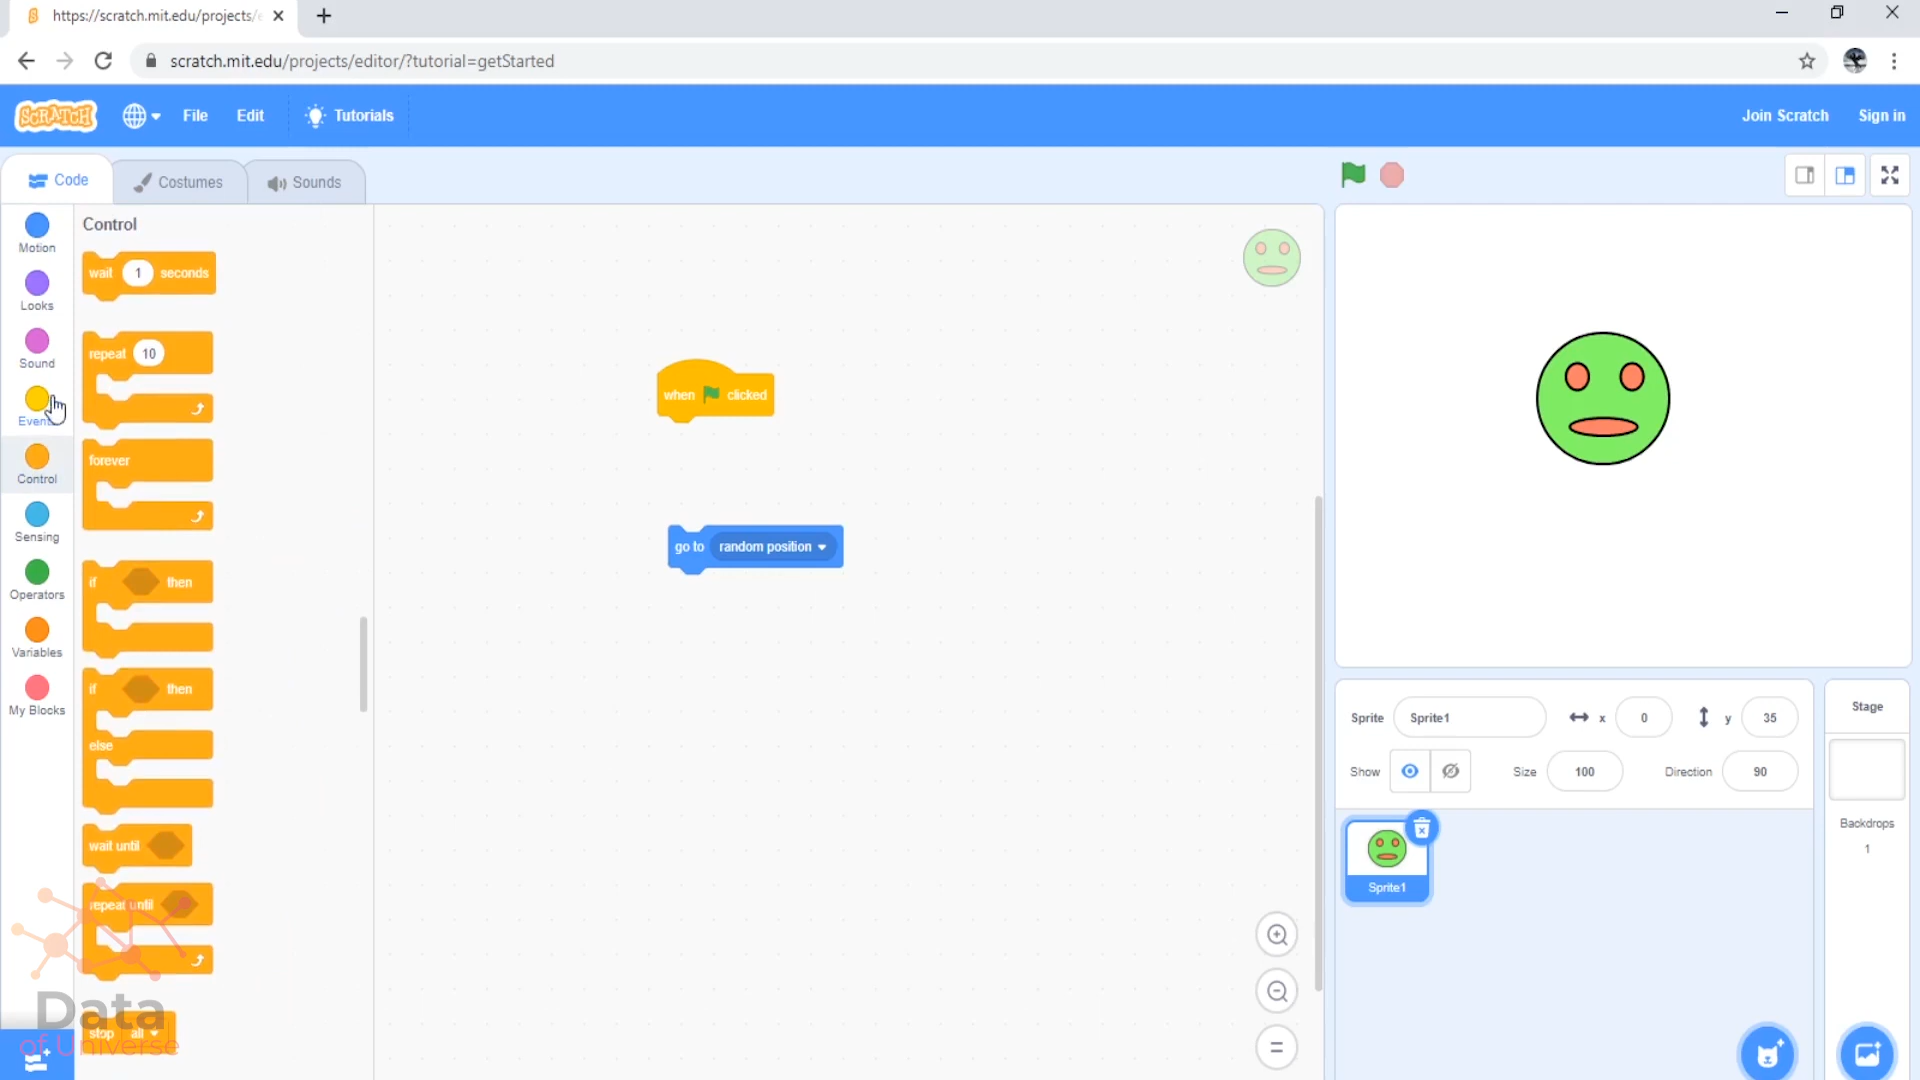 https://scratch.mit.edu/projects/e
scratch.mit.edu/projects/editor/?tutorial=getStarted
SCRATCH File Edit Tutorials Join Scratch Sign in
Code Costumes Sounds
Motion
Looks
Sound
Control
Sensing
Operators
Variables
My Blocks
Control
wait 1 seconds
repeat 10
forever
if then
if then
else
wait until
repeat until
stop all
when clicked
go to random position
Sprite Sprite1 x 0 y 35
Show Size 100 Direction 90
Sprite1
Stage
Backdrops
1
Data
of Universe